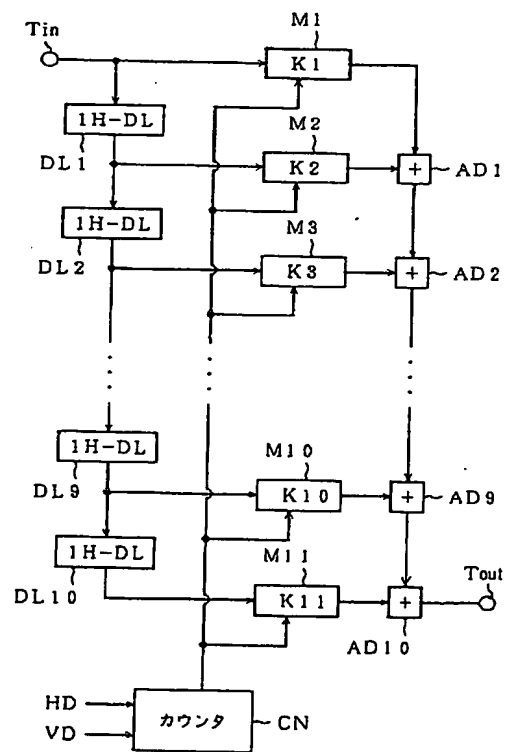 Tin
M1
K1
1H-DL
DL1
M2
K2
+
AD1
1H-DL
DL2
M3
K3
+
AD2
1H-DL
DL9
M10
K10
+
AD9
1H-DL
DL10
M11
K11
+
Tout
AD10
HD
VD
カウンタ
CN